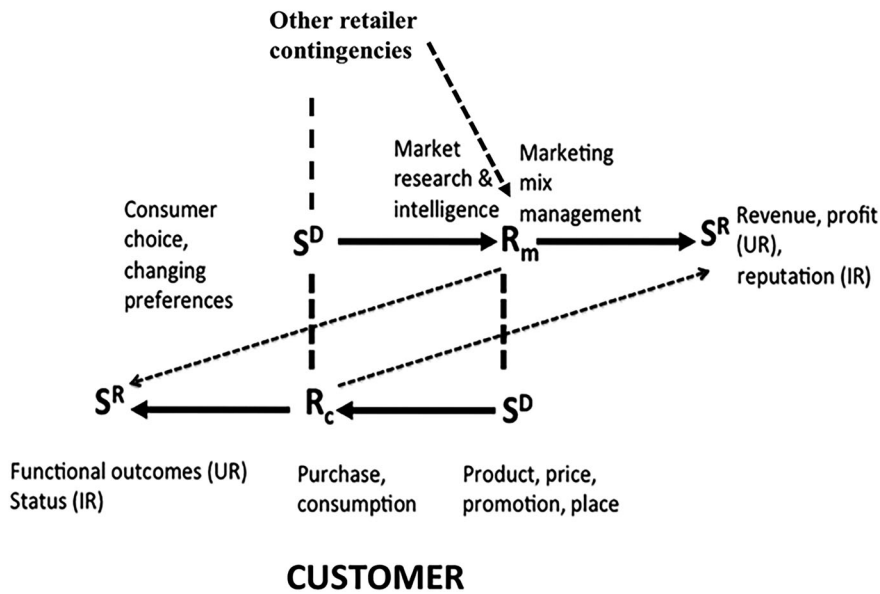 Other retailer
contingencies
Market
research &
intelligence
Marketing
mix
management
Consumer
choice,
changing
preferences
S^D
R_m
S^R
Revenue, profit
(UR),
reputation (IR)
S^R
R_c
S^D
Functional outcomes (UR)
Status (IR)
Purchase,
consumption
Product, price,
promotion, place
CUSTOMER